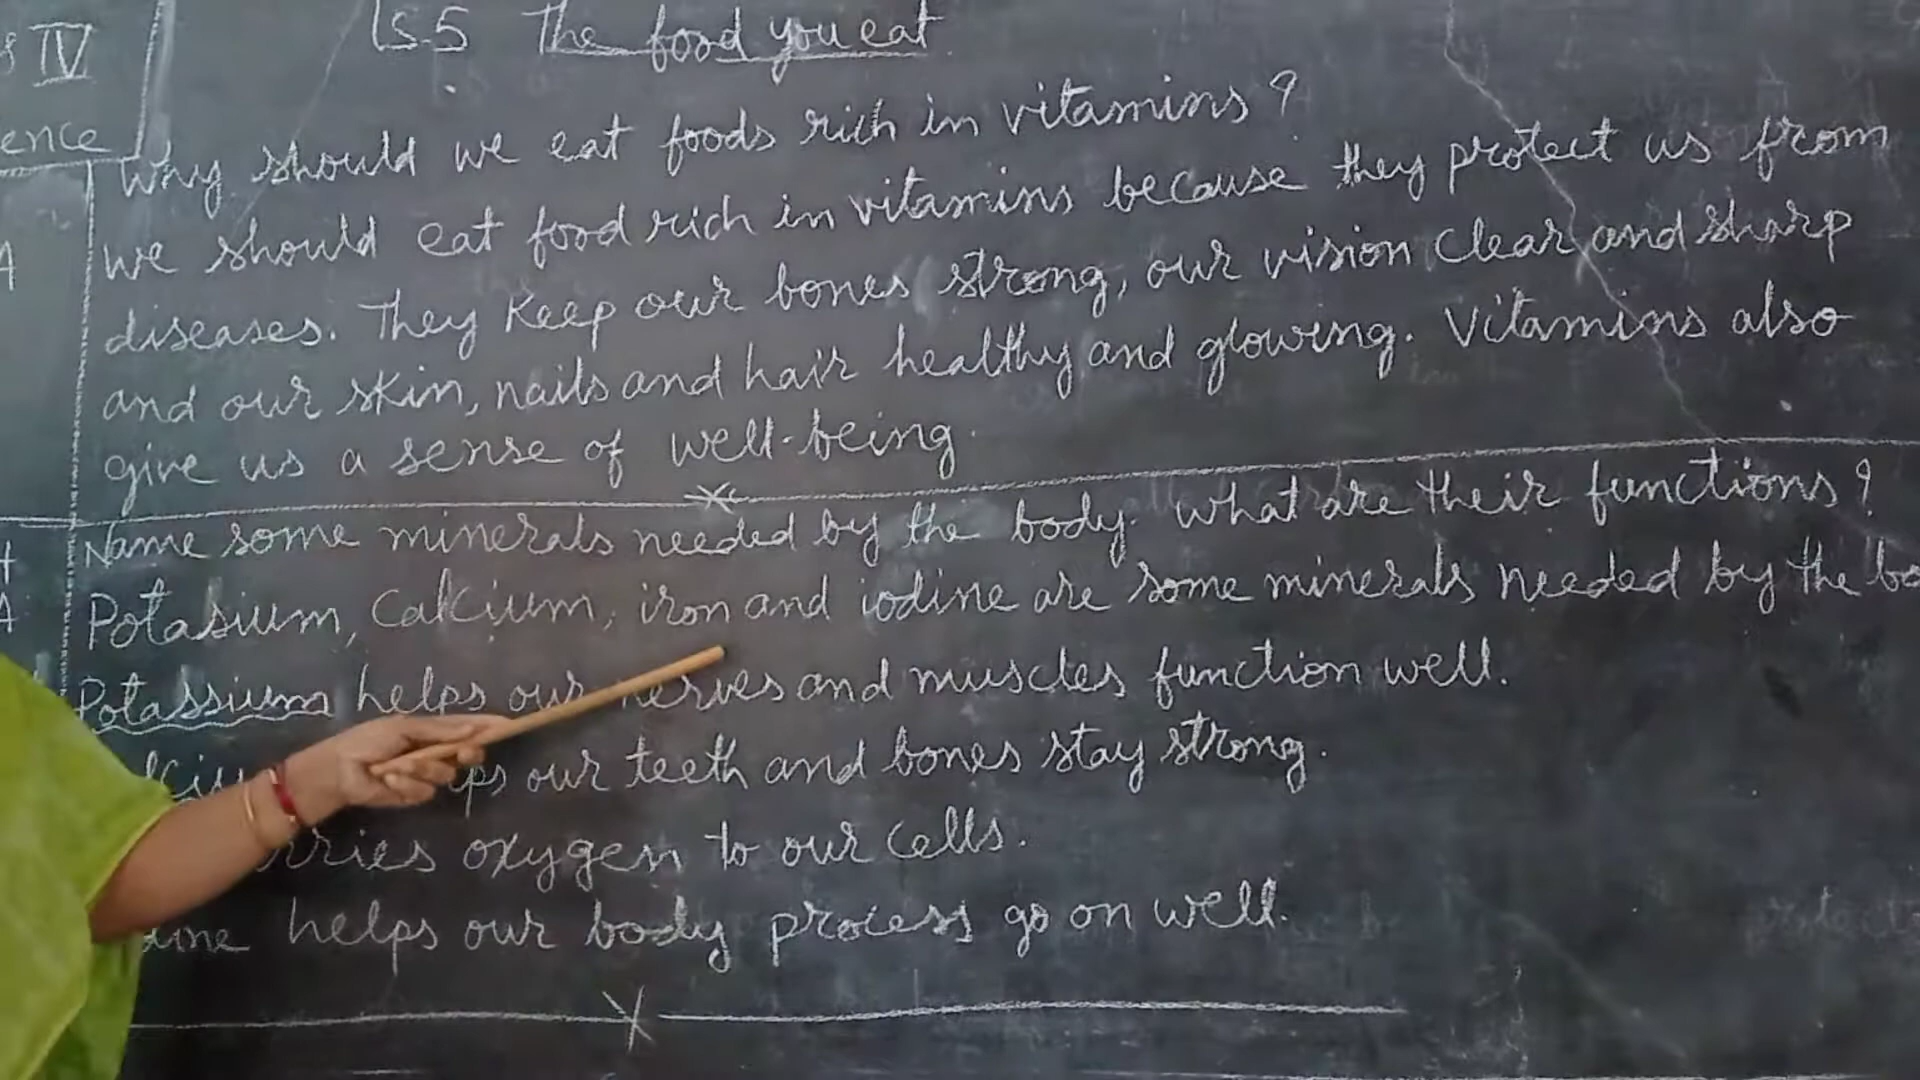 IV
Ls.5 The food you eat
ence
Why should we eat foods rich in vitamins?
A we should eat food rich in vitamins because they protect us from
diseases. They Keep our bones strong, our vision clear and sharp
and our skin, nails and hair healthy and glowing. Vitamins also
give us a sense of well-being.
Name some minerals needed by the body. What are their functions?
A Potasium, Calcium, iron and iodine are some minerals needed by the bo
Potassium helps our nerves and muscles function well.
our teeth and bones stay strong.
rries oxygen to our cells.
dine helps our body process go on well.